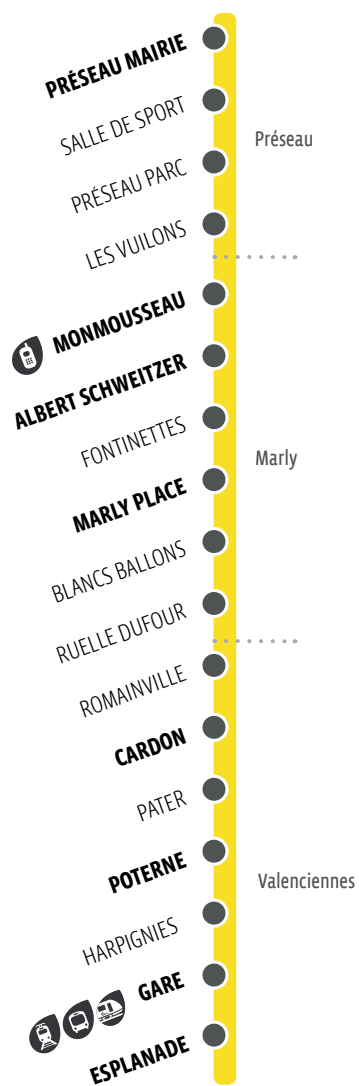 PRÉSEAU MAIRIE
SALLE DE SPORT
Préseau
PRÉSEAU PARC
LES VUILONS
MONMOUSSEAU
ALBERT SCHWEITZER
FONTINETTES
Marly
MARLY PLACE
BLANCS BALLONS
RUELLE DUFOUR
ROMAINVILLE
CARDON
PATER
POTERNE
Valenciennes
HARPIGNIES
GARE
ESPLANADE